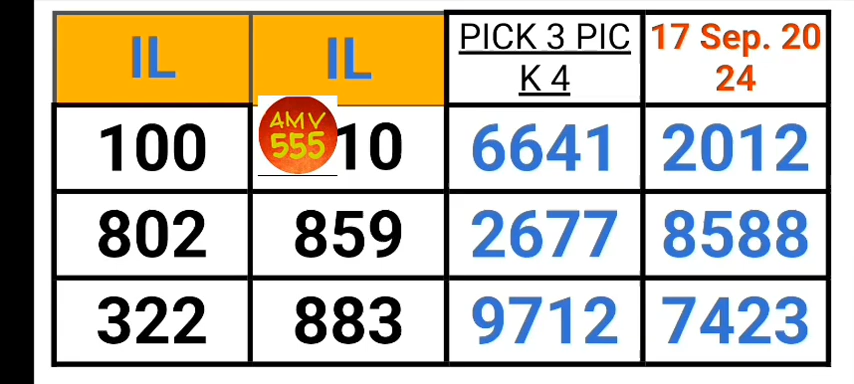 IL IL PICK 3 PIC 17 Sep. 20
K 4 24
100 AMV 555 10 6641 2012
802 859 2677 8588
322 883 9712 7423